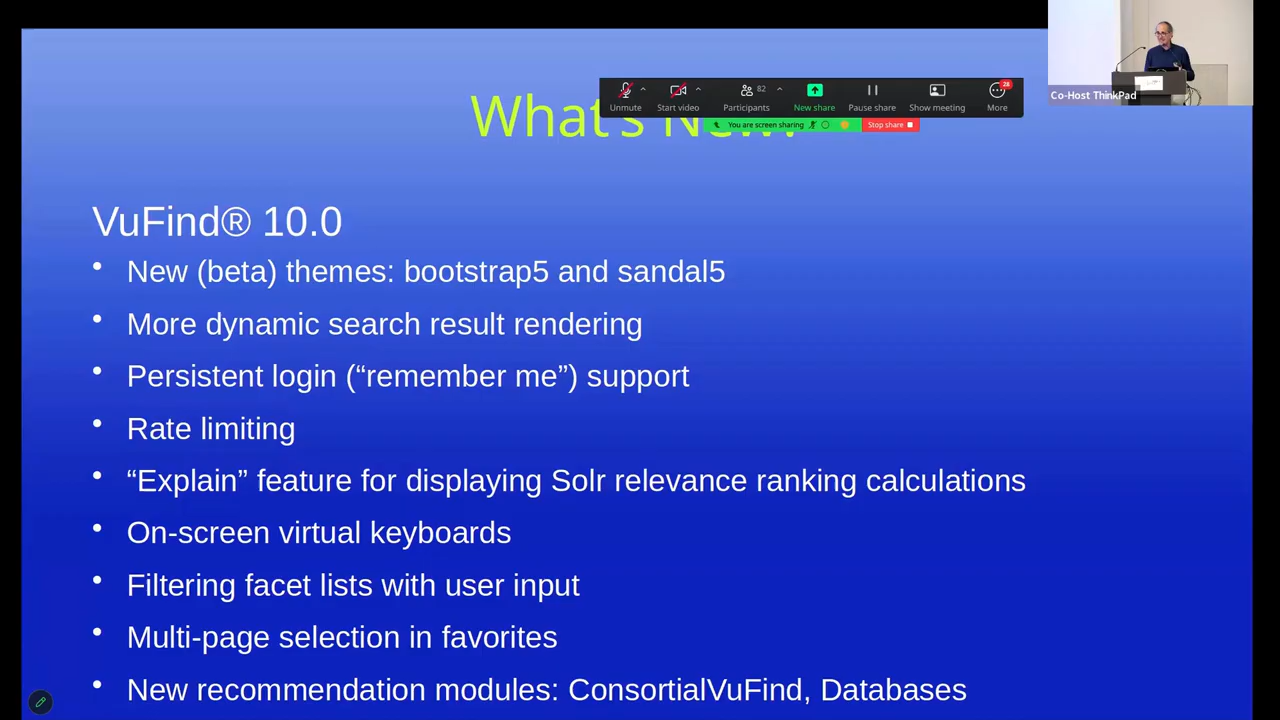 Co-Host ThinkPad
82
28
Unmute
Start video
Participants
New share
Pause share
Show meeting
More
You are screen sharing
Stop share
What's New?
VuFind® 10.0
• New (beta) themes: bootstrap5 and sandal5
• More dynamic search result rendering
• Persistent login (“remember me”) support
• Rate limiting
• “Explain” feature for displaying Solr relevance ranking calculations
• On-screen virtual keyboards
• Filtering facet lists with user input
• Multi-page selection in favorites
• New recommendation modules: ConsortialVuFind, Databases